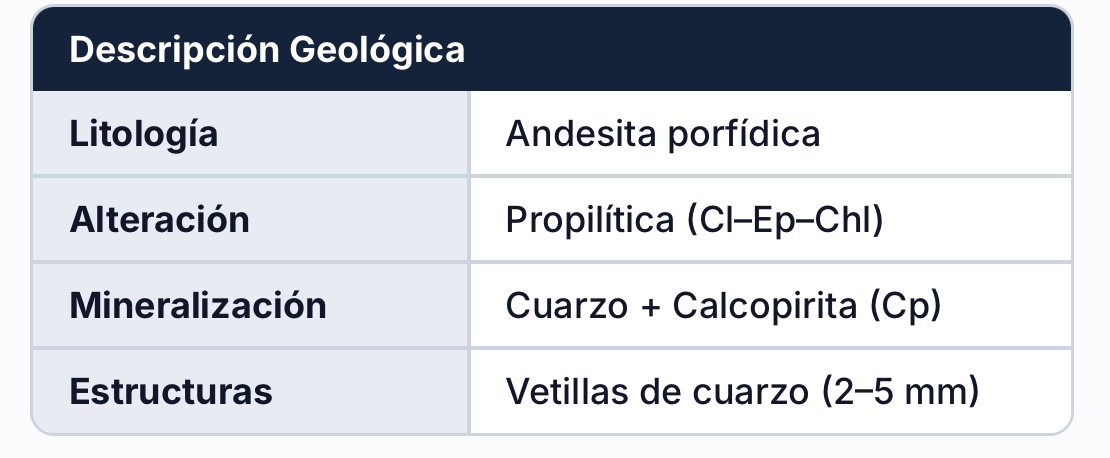 Descripción Geológica
Litología Andesita porfídica
Alteración Propilítica (Cl–Ep–Chl)
Mineralización Cuarzo + Calcopirita (Cp)
Estructuras Vetillas de cuarzo (2–5 mm)